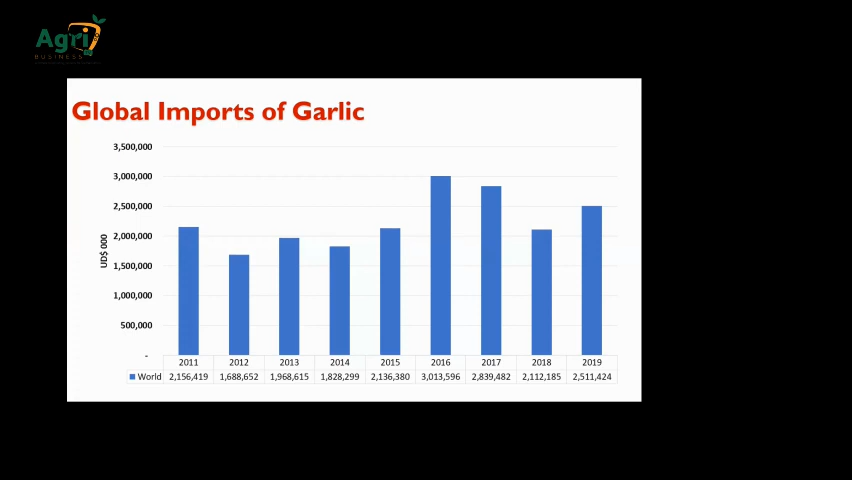 Agri
BUSINESS
Global Imports of Garlic
3,500,000
3,000,000
2,500,000
2,000,000
1,500,000
1,000,000
500,000
-
UD$ 000
2011 2012 2013 2014 2015 2016 2017 2018 2019
World 2,156,419 1,688,652 1,968,615 1,828,299 2,136,380 3,013,596 2,839,482 2,112,185 2,511,424